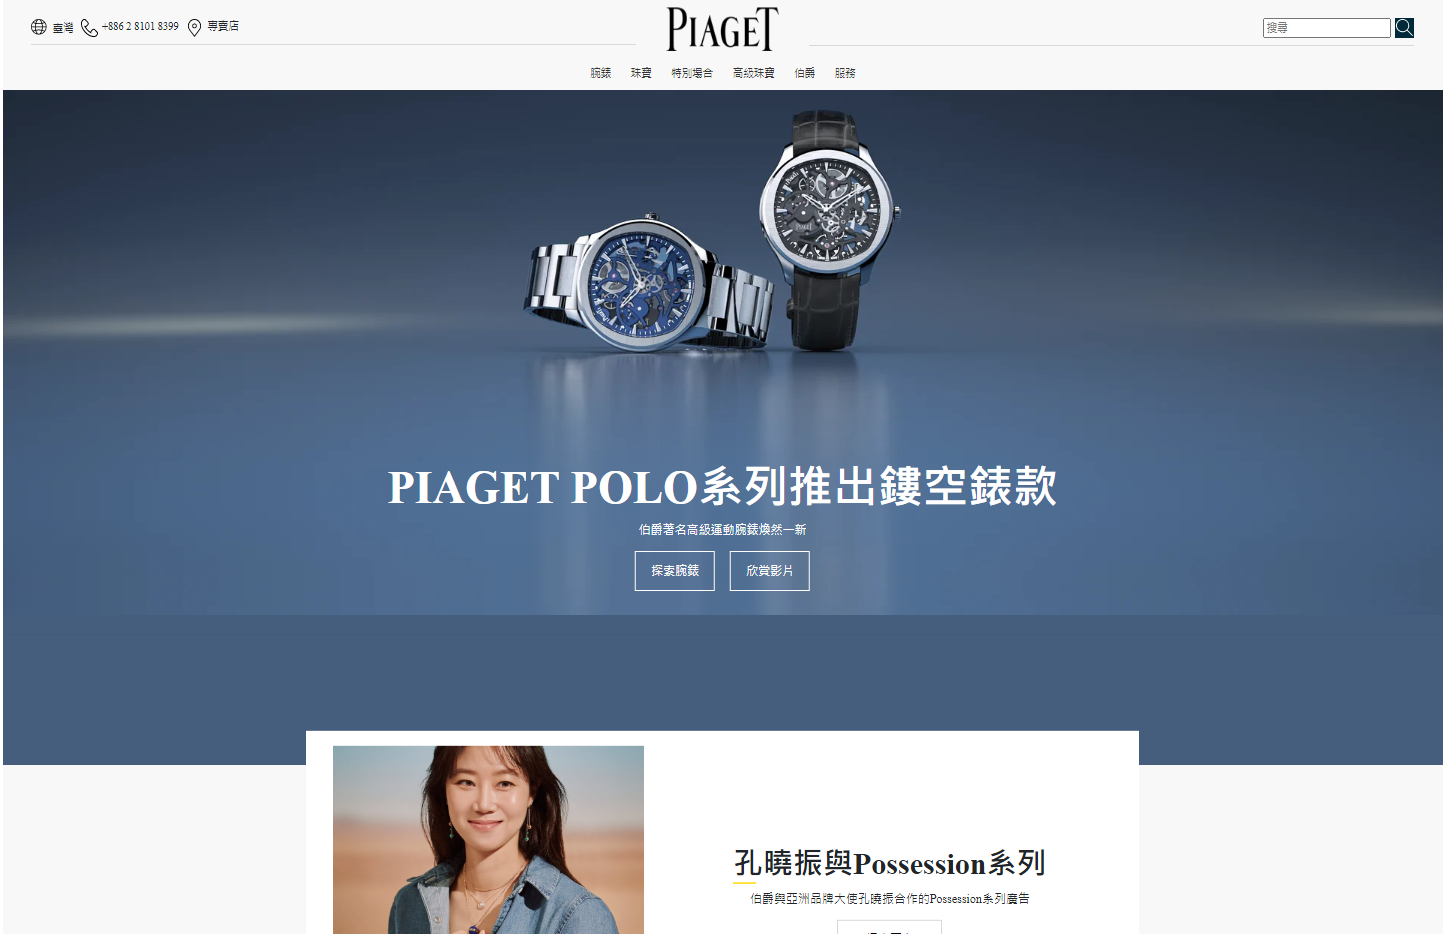 臺灣 +886 2 8101 8399 專賣店
PIAGET
搜尋
腕錶 珠寶 特別場合 高級珠寶 伯爵 服務
PIAGET POLO系列推出鏤空錶款
伯爵著名高級運動腕錶煥然一新
探索腕錶 欣賞影片
孔曉振與Possession系列
伯爵與亞洲品牌大使孔曉振合作的Possession系列廣告